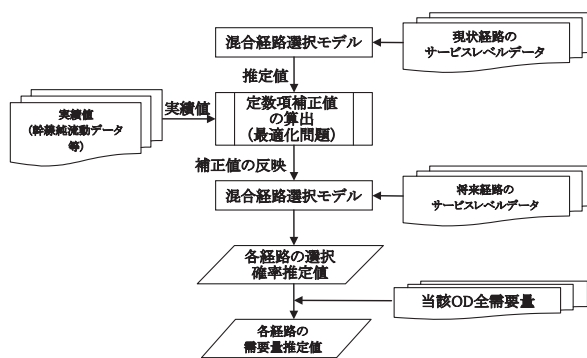 混合経路選択モデル
現状経路の
サービスレベルデータ
推定値
実績値
(幹線純流動データ
等)
実績値
定数項補正値
の算出
(最適化問題)
補正値の反映
混合経路選択モデル
将来経路の
サービスレベルデータ
各経路の選択
確率推定値
当該OD全需要量
各経路の
需要量推定値